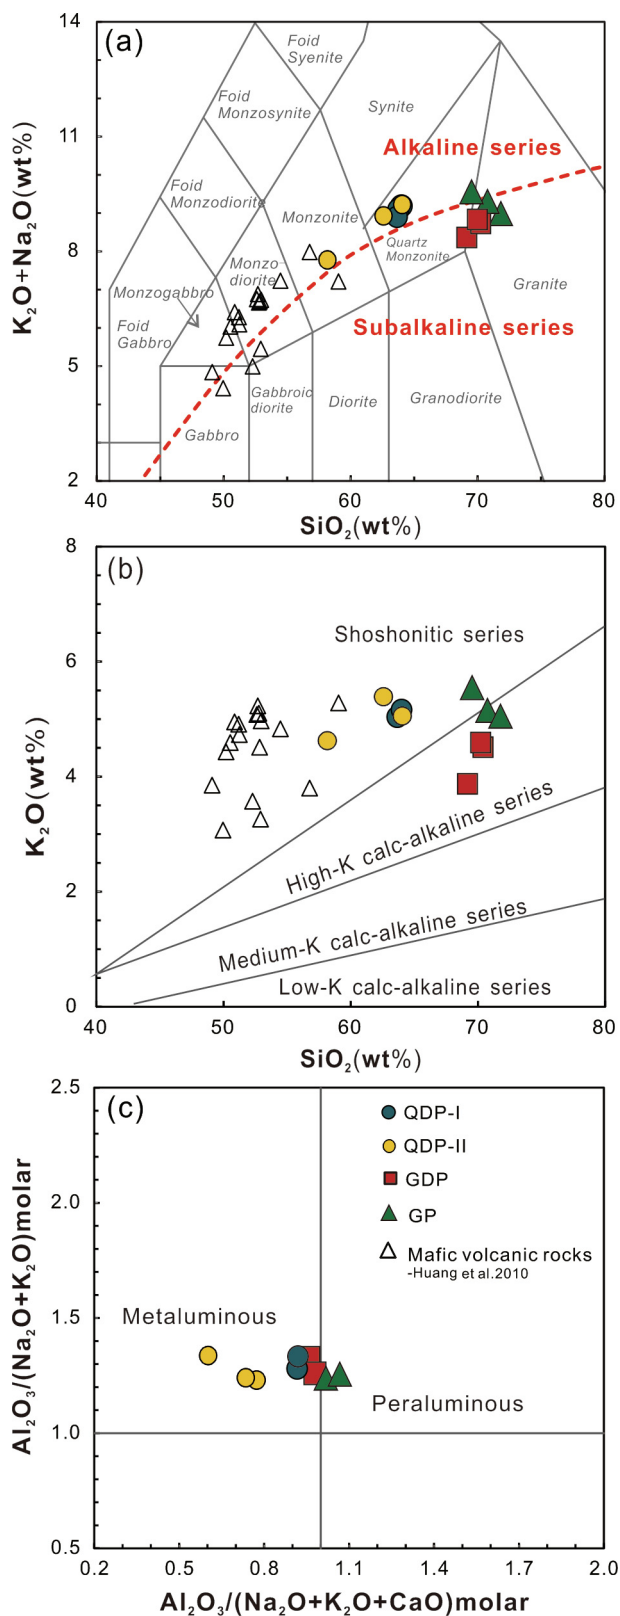 (a)
14
11
8
5
2
K₂O+Na₂O(wt%)
Foid
Syenite
Foid
Monzosynite
Synite
Alkaline series
Foid
Monzodiorite
Monzonite
Quartz
Monzonite
Monzo-
diorite
Monzogabbro
Granite
Foid
Gabbro
Subalkaline series
Gabbroic
diorite
Diorite
Granodiorite
Gabbro
40
50
60
70
80
SiO₂(wt%)
(b)
8
6
4
2
0
K₂O(wt%)
Shoshonitic series
High-K calc-alkaline series
Medium-K calc-alkaline series
Low-K calc-alkaline series
40
50
60
70
80
SiO₂(wt%)
(c)
2.5
2.0
1.5
1.0
0.5
Al₂O₃/(Na₂O+K₂O)molar
QDP-I
QDP-II
GDP
GP
Mafic volcanic rocks
-Huang et al.2010
Metaluminous
Peraluminous
0.2
0.5
0.8
1.1
1.4
1.7
2.0
Al₂O₃/(Na₂O+K₂O+CaO)molar